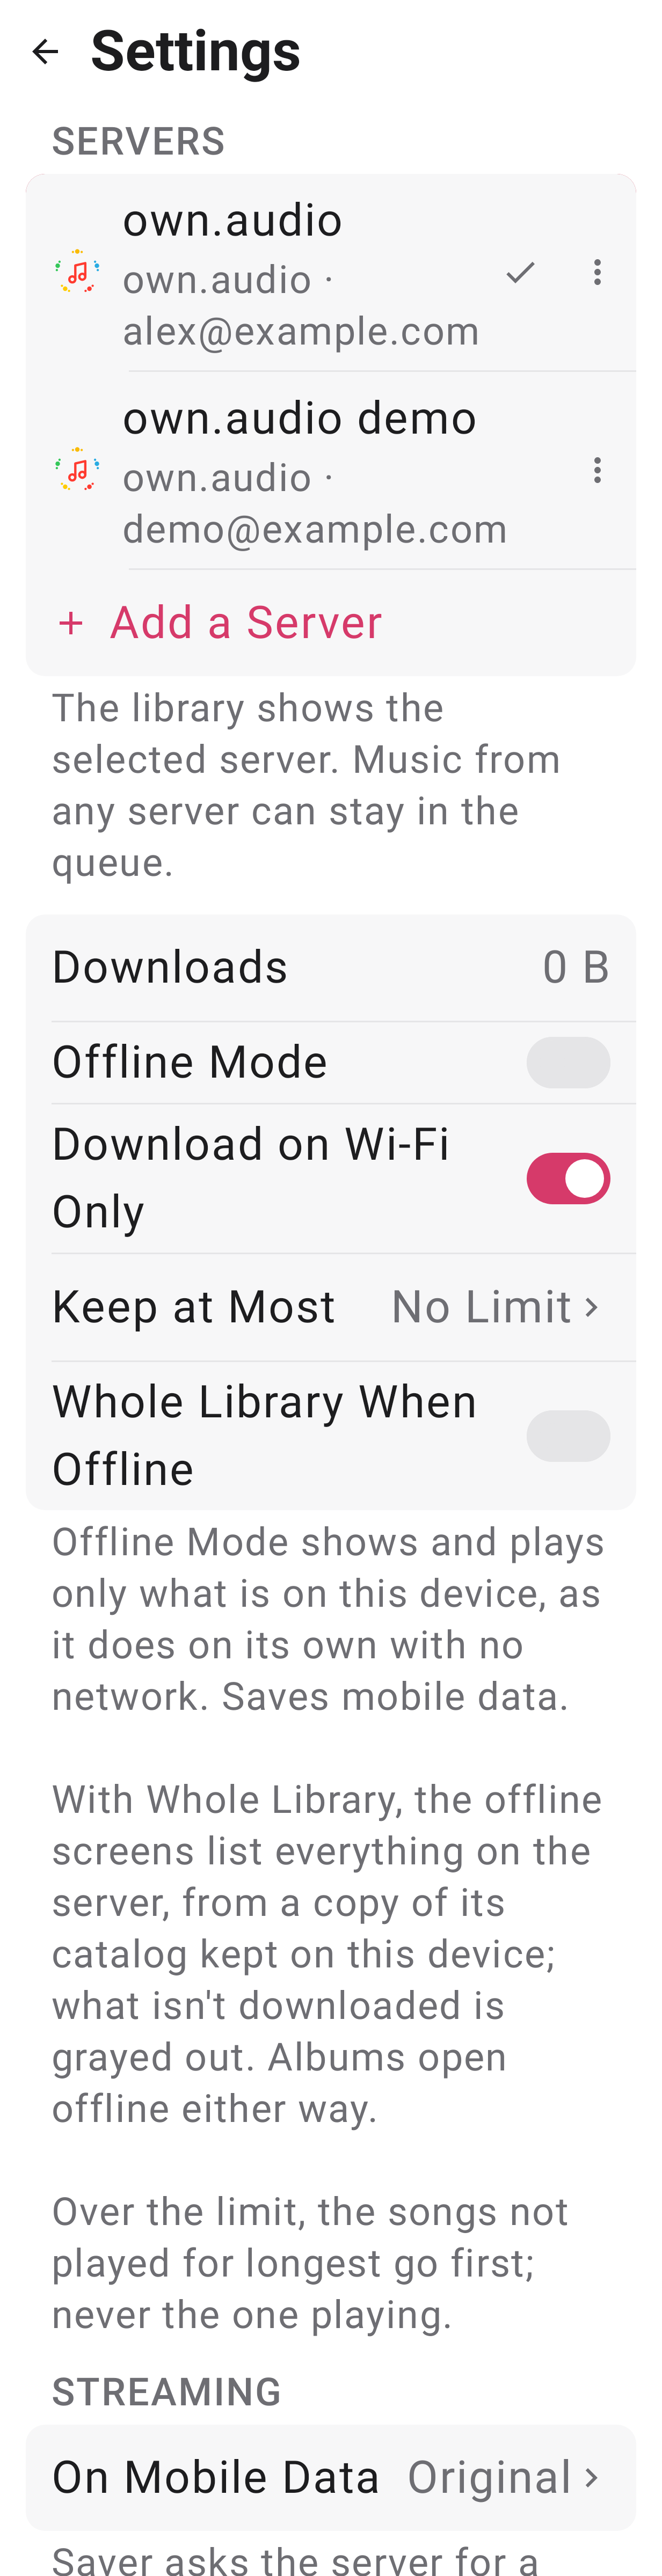 Settings
SERVERS
own.audio
own.audio ·
alex@example.com
own.audio demo
own.audio ·
demo@example.com
+ Add a Server
The library shows the
selected server. Music from
any server can stay in the
queue.
Downloads 0 B
Offline Mode
Download on Wi-Fi
Only
Keep at Most No Limit
Whole Library When
Offline
Offline Mode shows and plays
only what is on this device, as
it does on its own with no
network. Saves mobile data.
With Whole Library, the offline
screens list everything on the
server, from a copy of its
catalog kept on this device;
what isn't downloaded is
grayed out. Albums open
offline either way.
Over the limit, the songs not
played for longest go first;
never the one playing.
STREAMING
On Mobile Data Original
Saver asks the server for a